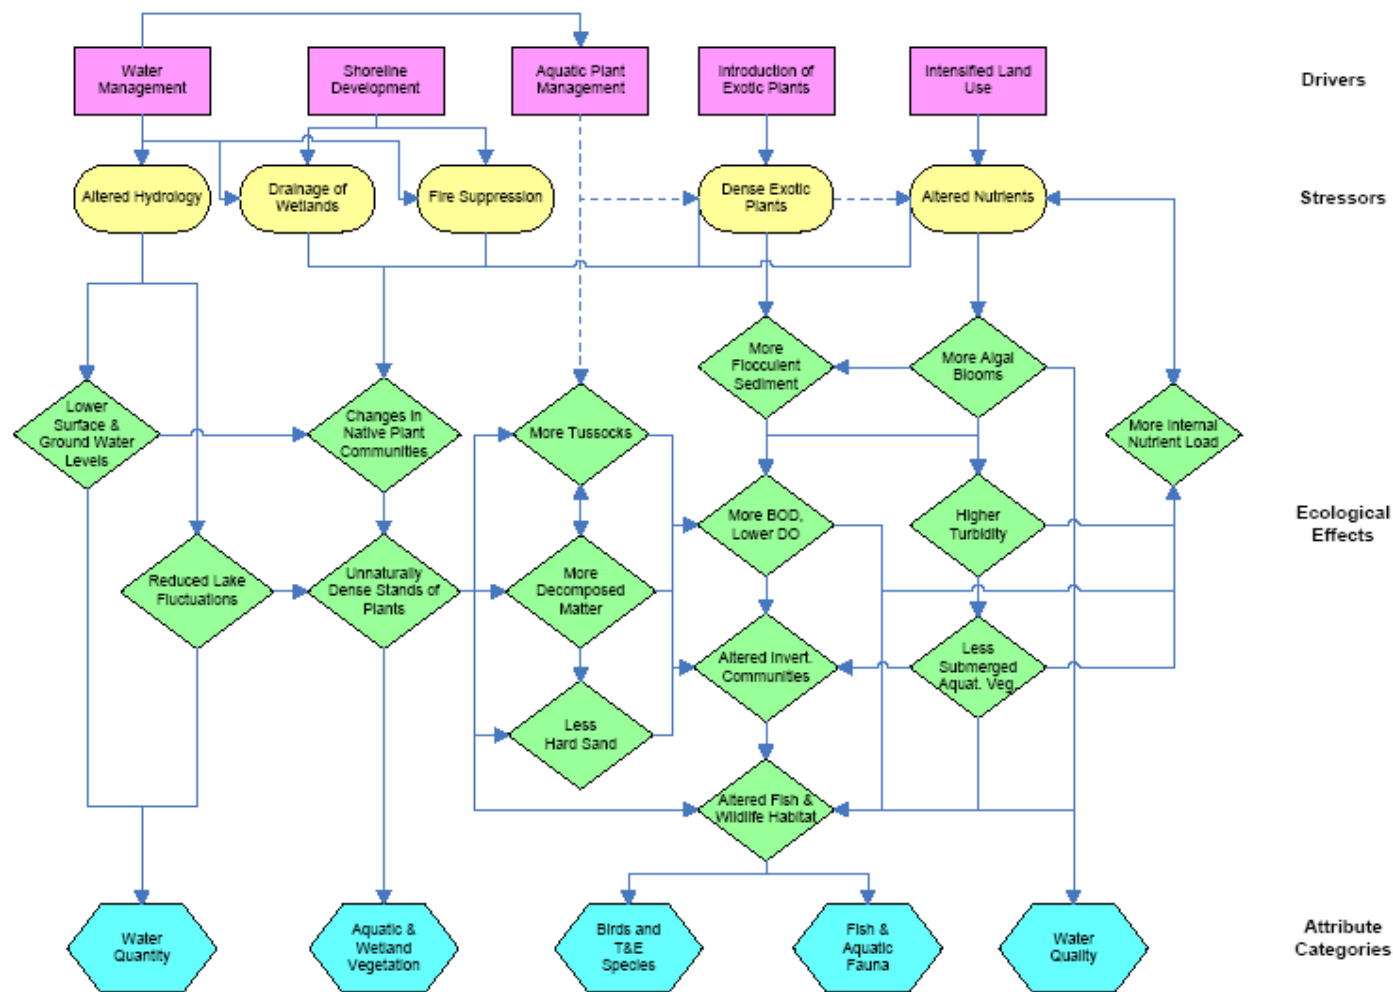 Water
Management
Shoreline
Development
Aquatic Plant
Management
Introduction of
Exotic Plants
Intensified Land
Use
Drivers
Altered Hydrology
Drainage of
Wetlands
Fire Suppression
Dense Exotic
Plants
Altered Nutrients
Stressors
More
Flocculent
Sediment
More Algal
Blooms
Lower
Surface &
Ground Water
Levels
Changes in
Native Plant
Communities
More Tussocks
More Internal
Nutrient Load
More BOD,
Lower DO
Higher
Turbidity
Ecological
Effects
Reduced Lake
Fluctuations
Unnaturally
Dense Stands of
Plants
More
Decomposed
Matter
Altered Invert.
Communities
Less
Submerged
Aquat. Veg.
Less
Hard Sand
Altered Fish &
Wildlife Habitat
Water
Quantity
Aquatic &
Wetland
Vegetation
Birds and
T&E
Species
Fish &
Aquatic
Fauna
Water
Quality
Attribute
Categories